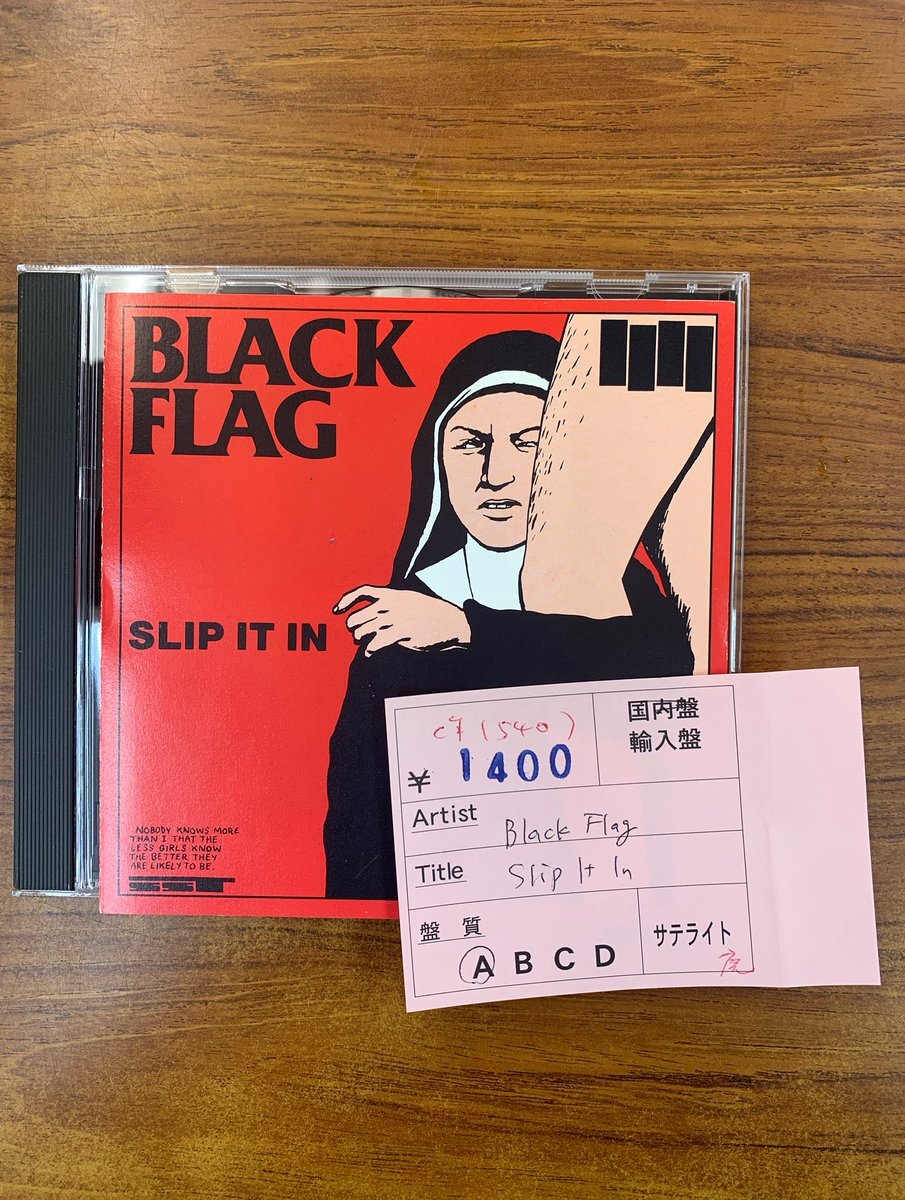 BLACK
FLAG
SLIP IT IN
NOBODY KNOWS MORE
THAN I THAT THE
LESS GIRLS KNOW
THE BETTER THEY
ARE LIKELY TO BE.
SST
(540)
¥ 1400
国内盤
輸入盤
Artist Black Flag
Title Slip It In
盤 質
A B C D
サテライト